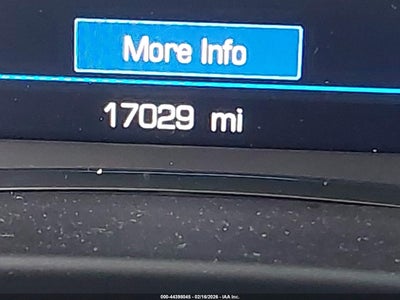 More Info
17029 mi
000-44398045 - 02/18/2026 - IAA Inc.